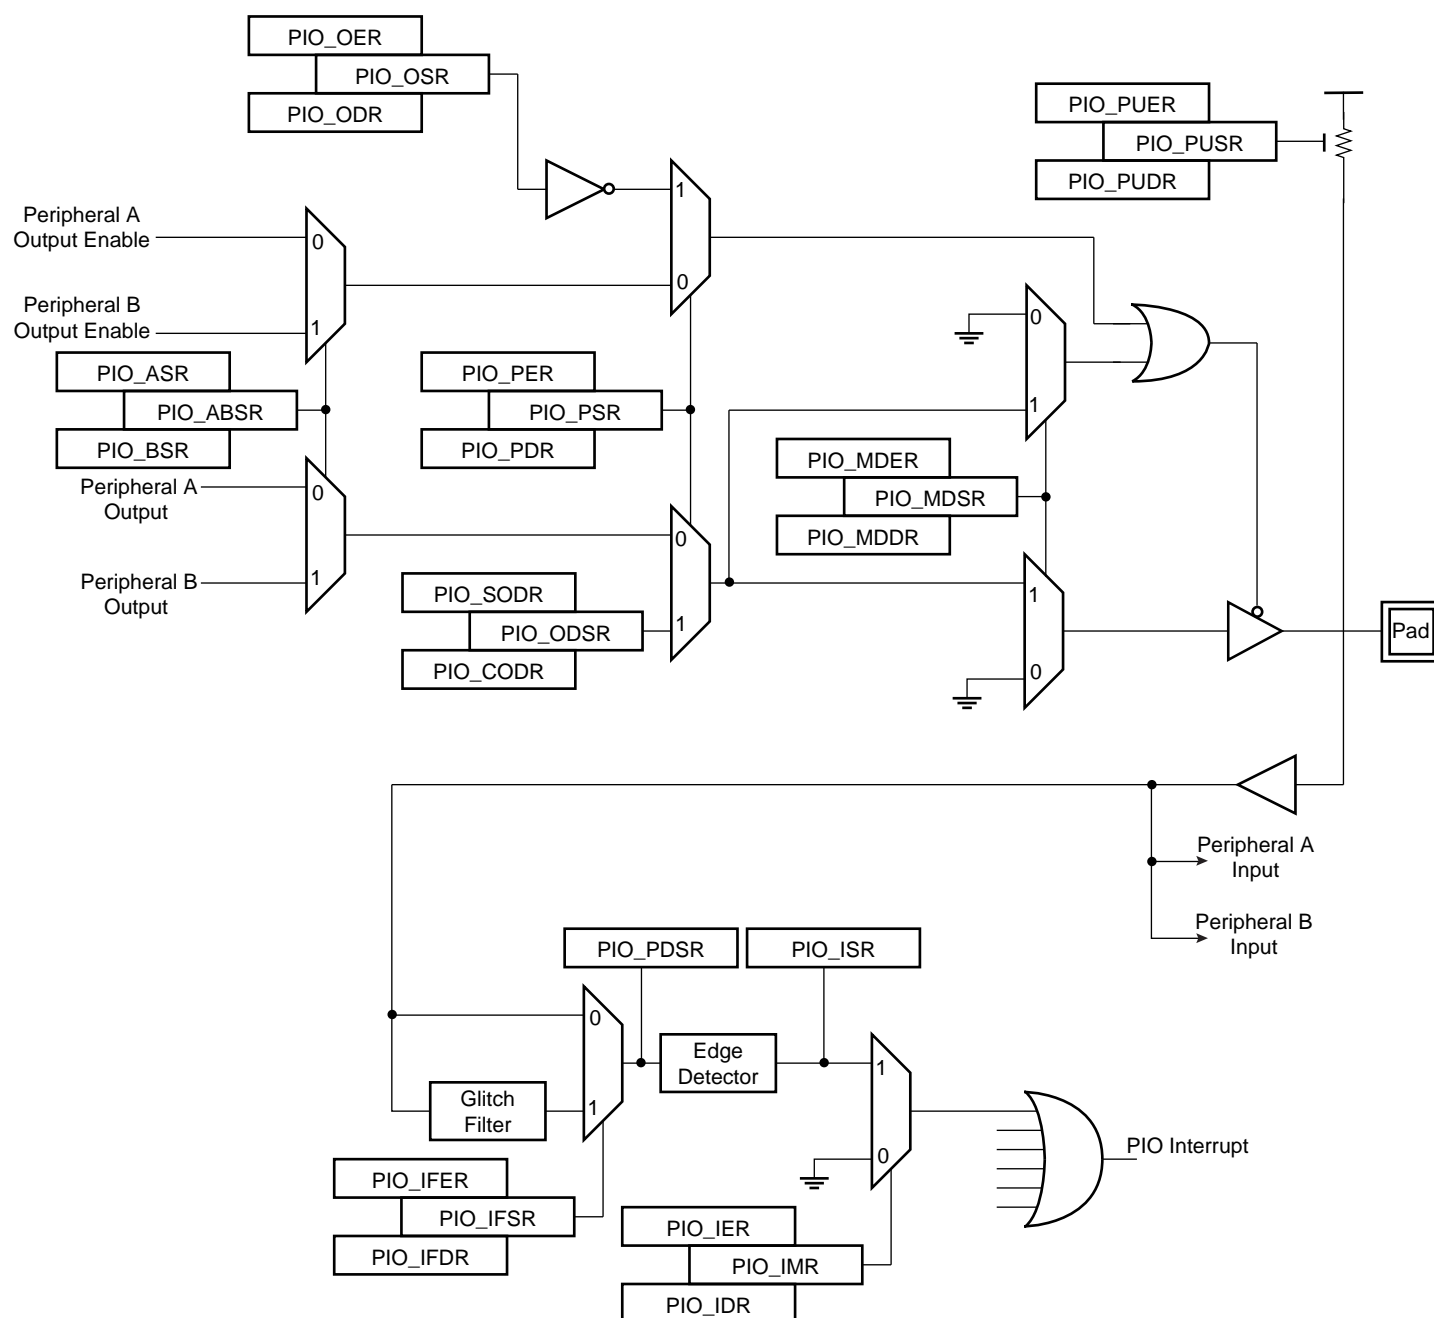 PIO_OER
PIO_OSR
PIO_ODR
PIO_PUER
PIO_PUSR
PIO_PUDR
1
Peripheral A
Output Enable
0
0
Peripheral B
Output Enable
1
0
PIO_ASR
PIO_ABSR
PIO_BSR
PIO_PER
PIO_PSR
PIO_PDR
1
PIO_MDER
PIO_MDSR
PIO_MDDR
Peripheral A
Output
0
0
Peripheral B
Output
1
PIO_SODR
PIO_ODSR
PIO_CODR
1
1
0
Pad
Peripheral A
Input
Peripheral B
Input
PIO_PDSR
PIO_ISR
0
Edge
Detector
1
Glitch
Filter
1
0
PIO Interrupt
PIO_IFER
PIO_IFSR
PIO_IFDR
PIO_IER
PIO_IMR
PIO_IDR